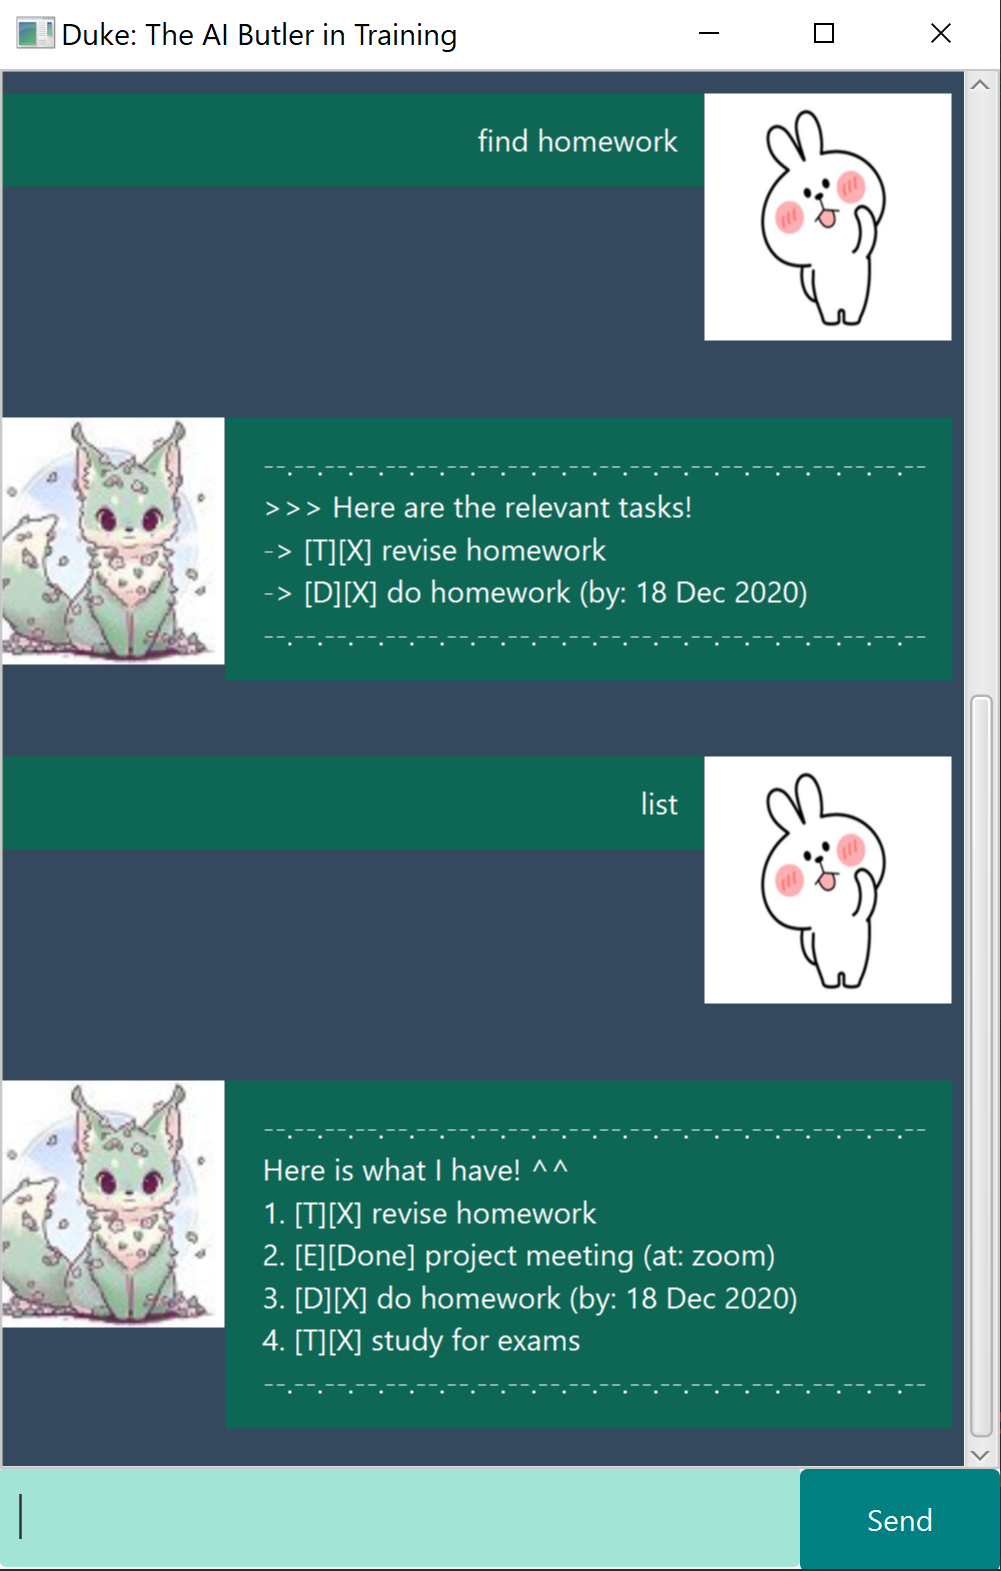 Duke: The AI Butler in Training
find homework
--.--.--.--.--.--.--.--.--.--.--.--.--.--.--.--.--.--.--.--.--.--
>>> Here are the relevant tasks!
-> [T][X] revise homework
-> [D][X] do homework (by: 18 Dec 2020)
--.--.--.--.--.--.--.--.--.--.--.--.--.--.--.--.--.--.--.--.--.--
list
--.--.--.--.--.--.--.--.--.--.--.--.--.--.--.--.--.--.--.--.--.--
Here is what I have! ^^
1. [T][X] revise homework
2. [E][Done] project meeting (at: zoom)
3. [D][X] do homework (by: 18 Dec 2020)
4. [T][X] study for exams
--.--.--.--.--.--.--.--.--.--.--.--.--.--.--.--.--.--.--.--.--.--
Send